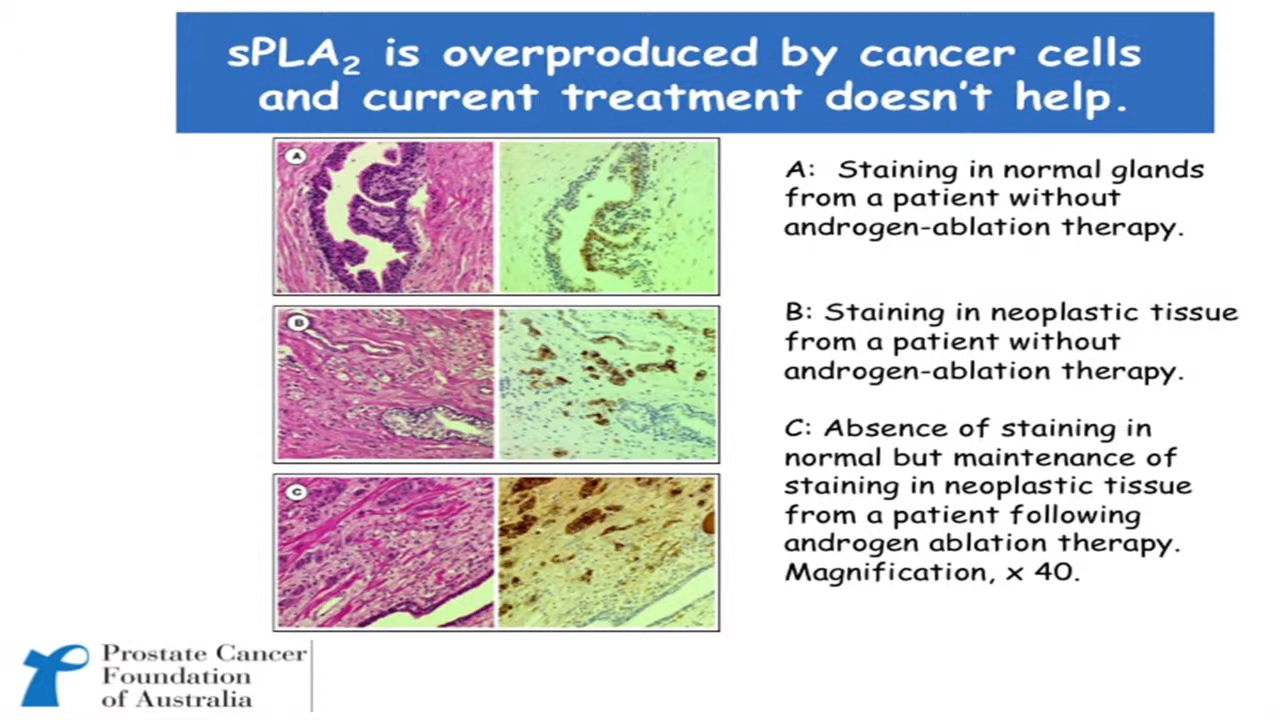 sPLA₂ is overproduced by cancer cells
and current treatment doesn't help.
A
B
C
A: Staining in normal glands
from a patient without
androgen-ablation therapy.
B: Staining in neoplastic tissue
from a patient without
androgen-ablation therapy.
C: Absence of staining in
normal but maintenance of
staining in neoplastic tissue
from a patient following
androgen ablation therapy.
Magnification, x 40.
Prostate Cancer
Foundation
of Australia